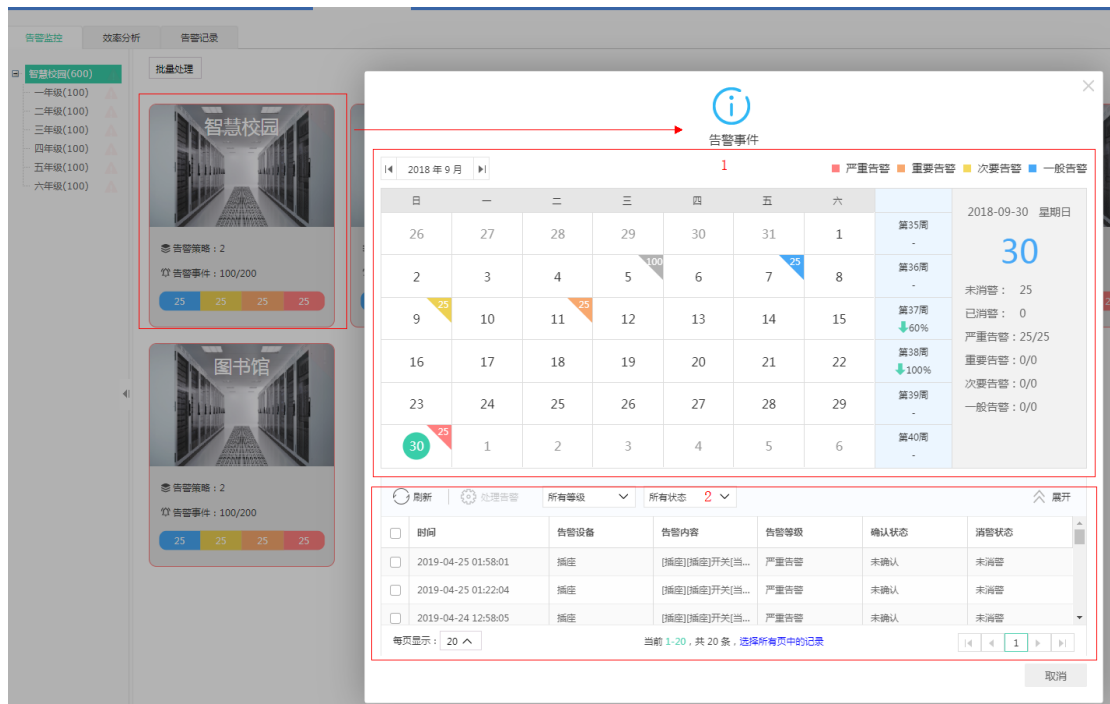 告警监控 效率分析 告警记录
智慧校园(600)
一年级(100)
二年级(100)
三年级(100)
四年级(100)
五年级(100)
六年级(100)
批量处理
智慧校园
告警策略：2
告警事件：100/200
25 25 25 25
图书馆
告警策略：2
告警事件：100/200
25 25 25 25
告警事件
2018 年 9 月
1
严重告警 重要告警 次要告警 一般告警
日 一 二 三 四 五 六
26 27 28 29 30 31 1 第35周
-
2 3 4 5 100 6 7 25 8 第36周
-
9 25 10 11 25 12 13 14 15 第37周
60%
16 17 18 19 20 21 22 第38周
100%
23 24 25 26 27 28 29 第39周
-
30 25 1 2 3 4 5 6 第40周
-
2018-09-30 星期日
30
未消警： 25
已消警： 0
严重告警：25/25
重要告警：0/0
次要告警：0/0
一般告警：0/0
刷新 处理告警 所有等级 所有状态 2 展开
时间 告警设备 告警内容 告警等级 确认状态 消警状态
2019-04-25 01:58:01 插座 [插座][插座]开关[当... 严重告警 未确认 未消警
2019-04-25 01:22:04 插座 [插座][插座]开关[当... 严重告警 未确认 未消警
2019-04-24 12:58:05 插座 [插座][插座]开关[当... 严重告警 未确认 未消警
每页显示： 20 当前 1-20，共 20 条，选择所有页中的记录 1
取消